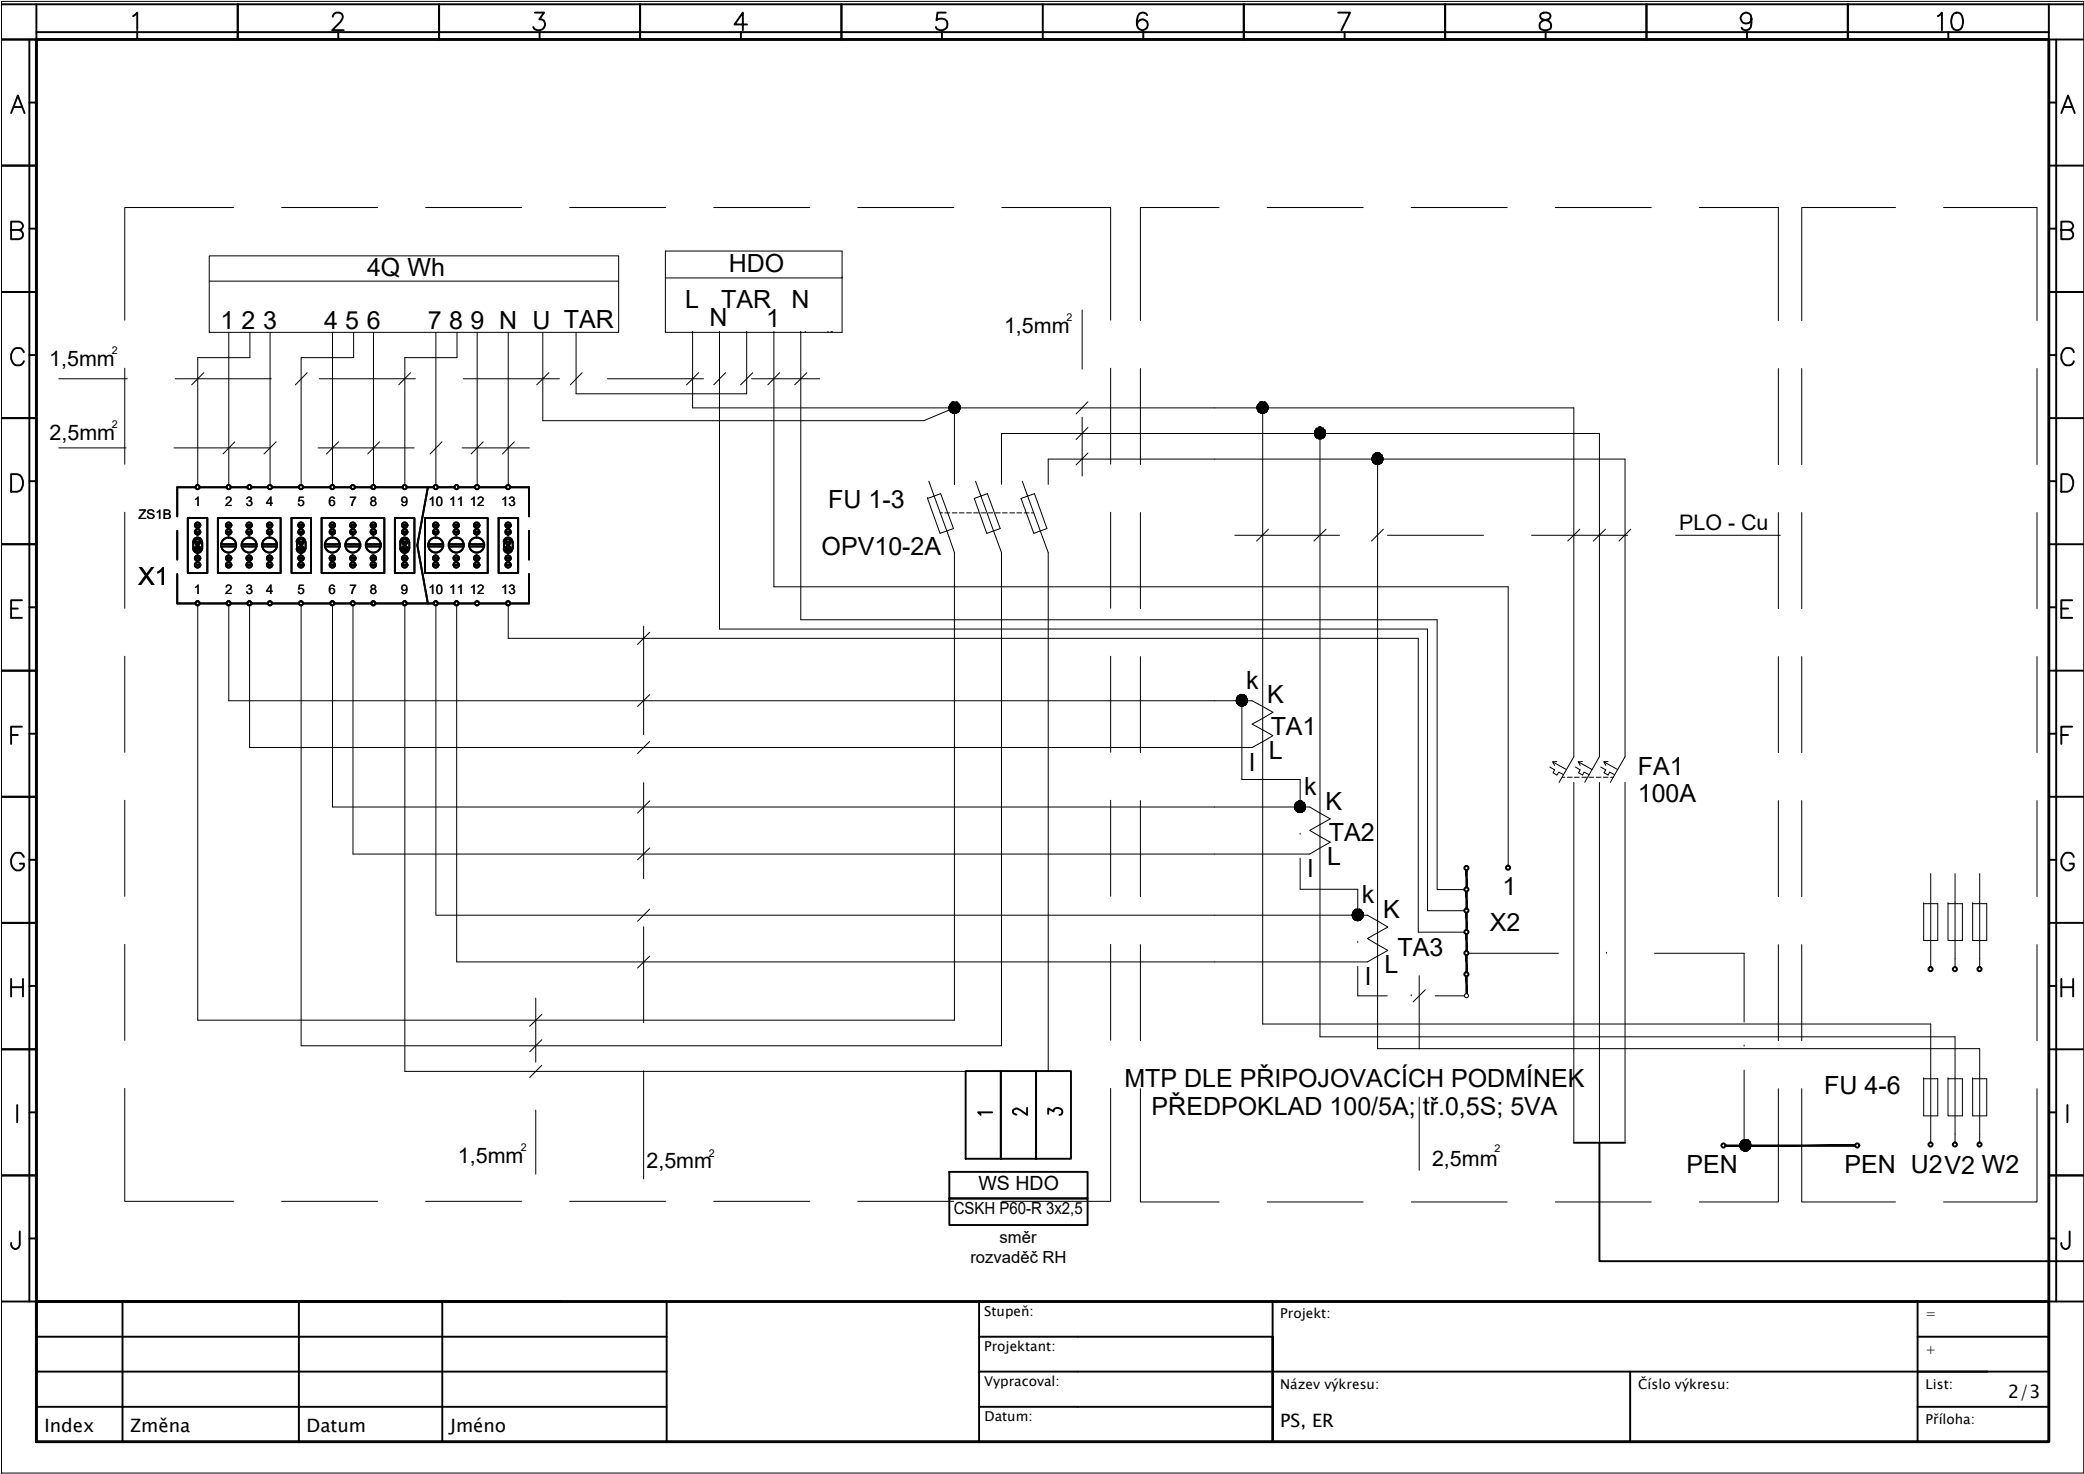 1 2 3 4 5 6 7 8 9 10
A A
B B
C C
D D
E E
F F
G G
H H
I I
J J
4Q Wh
1 2 3 4 5 6 7 8 9 N U TAR
HDO
L TAR N
N 1
1,5mm²
1,5mm²
2,5mm²
ZS1B
X1
1 2 3 4 5 6 7 8 9 10 11 12 13
1 2 3 4 5 6 7 8 9 10 11 12 13
FU 1-3
OPV10-2A
PLO - Cu
k K
TA1
l L
k K
TA2
l L
k K
TA3
l L
FA1
100A
1
X2
MTP DLE PŘIPOJOVACÍCH PODMÍNEK
PŘEDPOKLAD 100/5A; tř.0,5S; 5VA
FU 4-6
1,5mm²
2,5mm²
1 2 3
2,5mm²
PEN PEN U2 V2 W2
WS HDO
CSKH P60-R 3x2,5
směr
rozvaděč RH
Stupeň:
Projektant:
Vypracoval:
Datum:
Projekt:
Název výkresu:
PS, ER
Číslo výkresu:
=
+
List: 2/3
Příloha:
Index Změna Datum Jméno